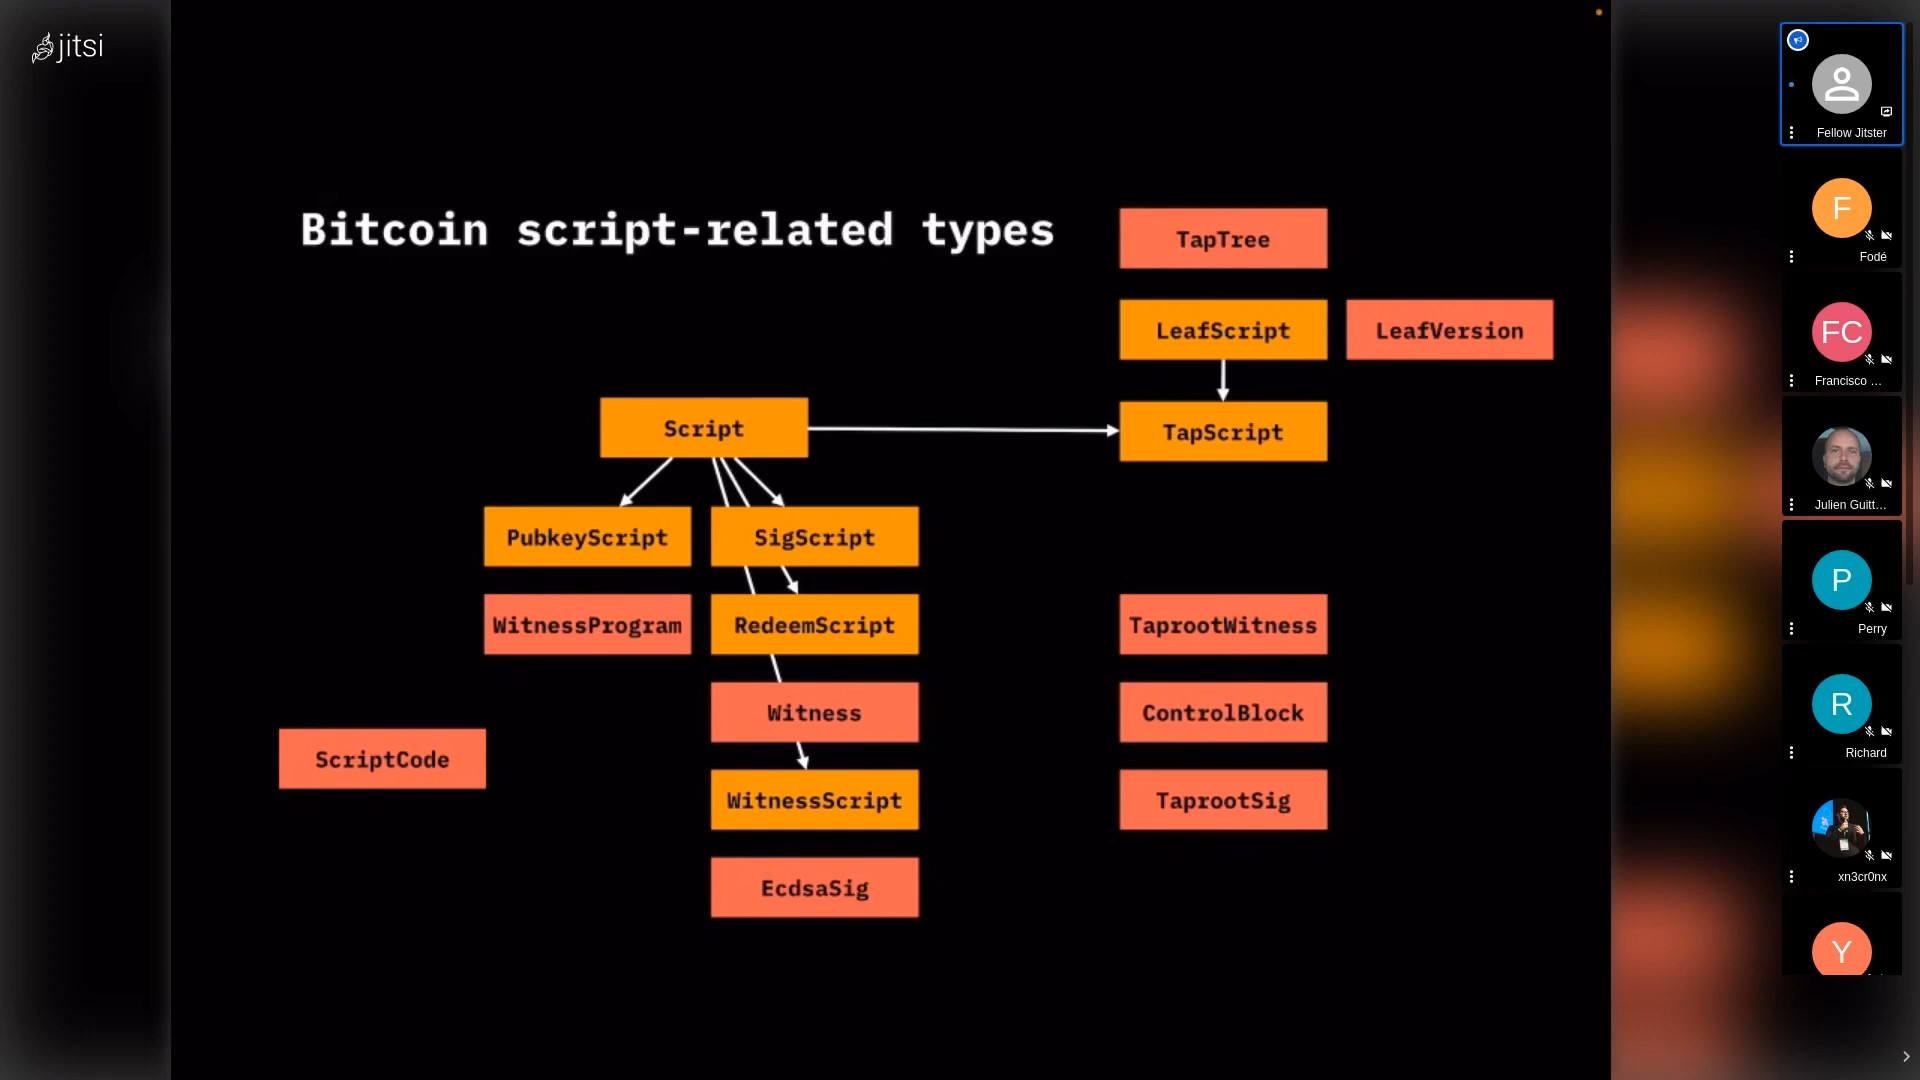 jitsi
Bitcoin script-related types
TapTree
LeafScript
LeafVersion
Script
TapScript
PubkeyScript
SigScript
WitnessProgram
RedeemScript
TaprootWitness
Witness
ControlBlock
ScriptCode
WitnessScript
TaprootSig
EcdsaSig
Fellow Jitster
F
Fodé
FC
Francisco ...
Julien Guitt...
P
Perry
R
Richard
xn3cr0nx
Y